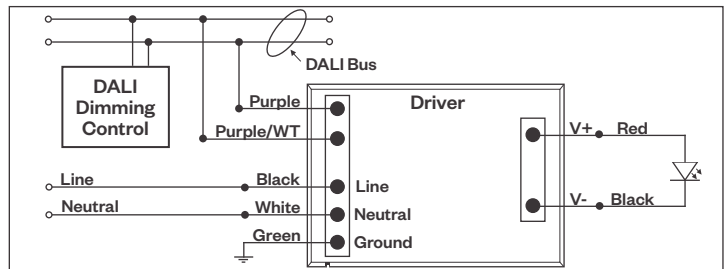 DALI Bus
DALI
Dimming
Control
Driver
Purple
Purple/WT
V+ Red
Line Black Line
Neutral White Neutral
V- Black
Green Ground